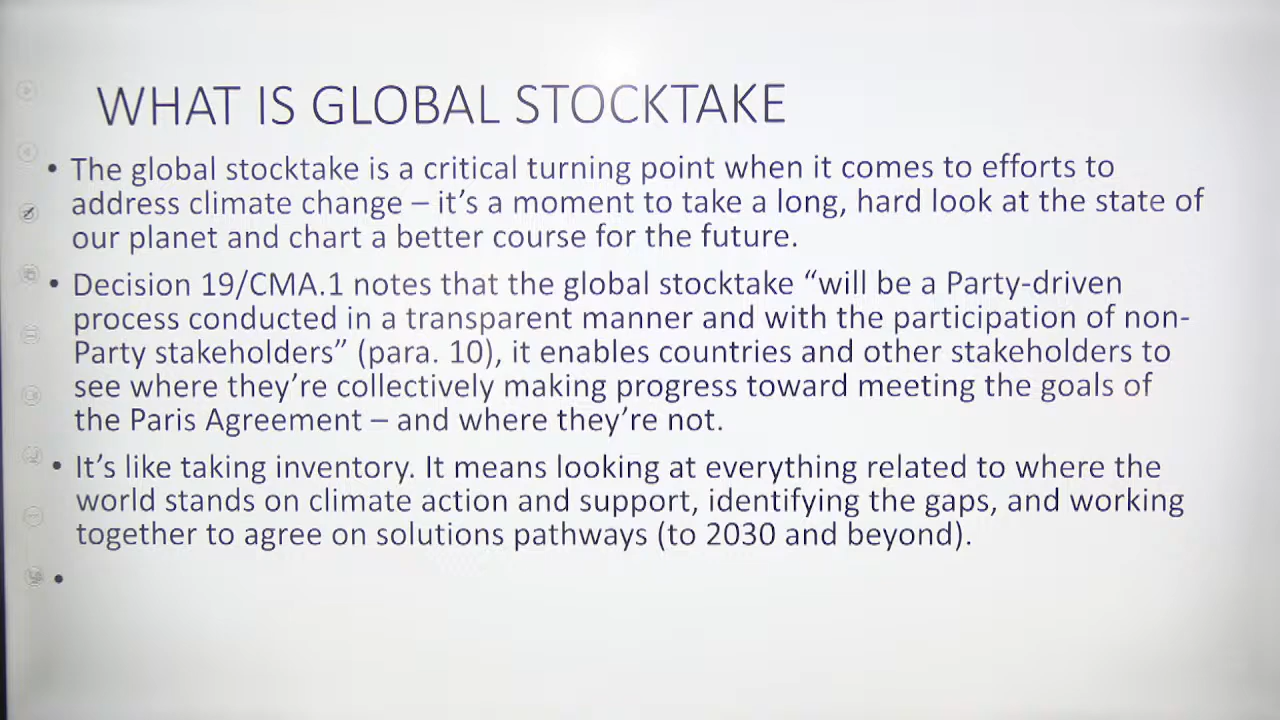 WHAT IS GLOBAL STOCKTAKE
• The global stocktake is a critical turning point when it comes to efforts to
address climate change – it’s a moment to take a long, hard look at the state of
our planet and chart a better course for the future.
• Decision 19/CMA.1 notes that the global stocktake “will be a Party-driven
process conducted in a transparent manner and with the participation of non-
Party stakeholders” (para. 10), it enables countries and other stakeholders to
see where they’re collectively making progress toward meeting the goals of
the Paris Agreement – and where they’re not.
• It’s like taking inventory. It means looking at everything related to where the
world stands on climate action and support, identifying the gaps, and working
together to agree on solutions pathways (to 2030 and beyond).
•